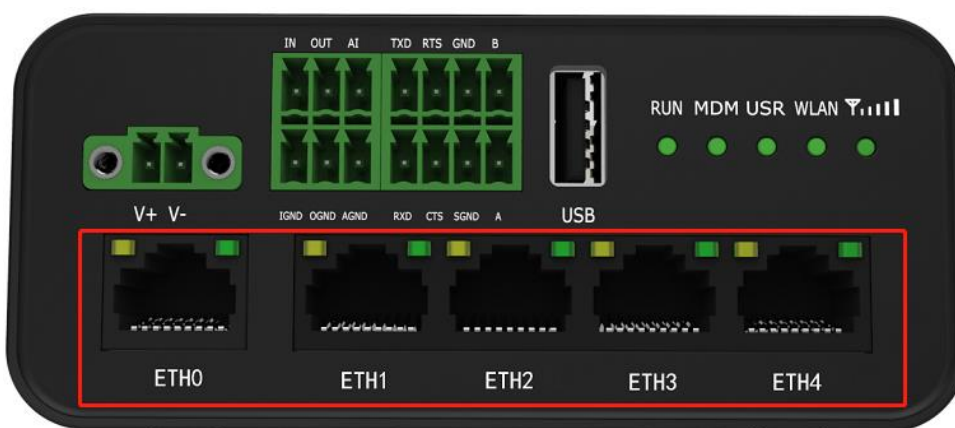 IN OUT AI TXD RTS GND B
RUN MDM USR WLAN
V+ V-
IGND OGND AGND RXD CTS SGND A
USB
ETH0 ETH1 ETH2 ETH3 ETH4